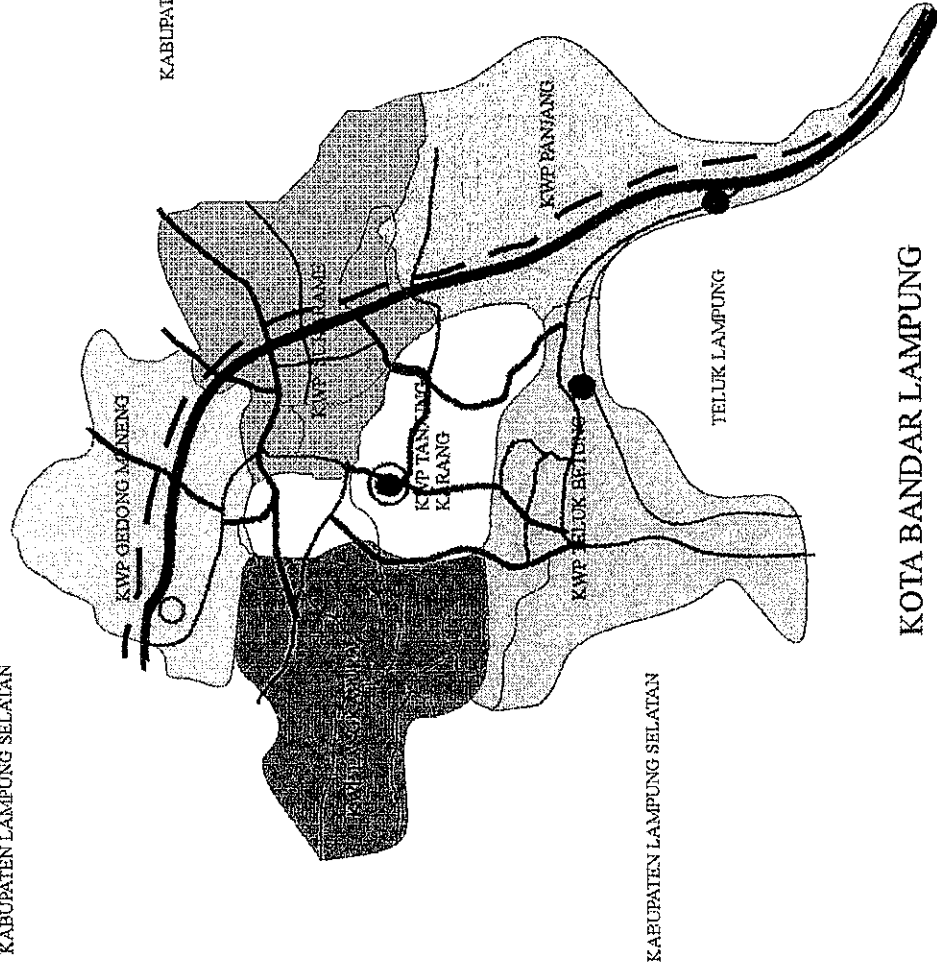 KABUPATEN LAMPUNG SELATAN
KABUPAT
KWP GEDONG MENENG
KWP
KWP TANJUNG
KARANG
KWP PANJANG
KWP TELUK BETUNG
TELUK LAMPUNG
KABUPATEN LAMPUNG SELATAN
KOTA BANDAR LAMPUNG